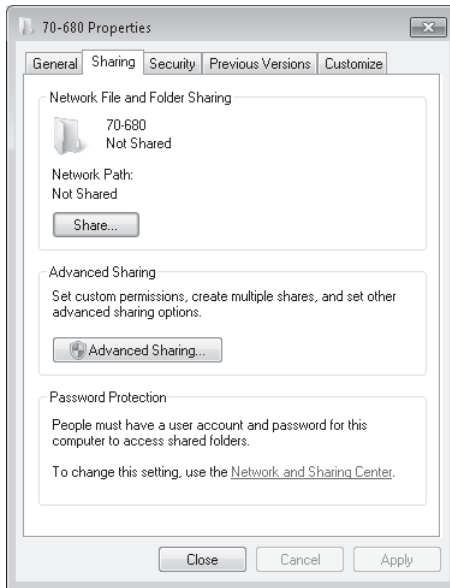 70-680 Properties
General Sharing Security Previous Versions Customize
Network File and Folder Sharing
70-680
Not Shared
Network Path:
Not Shared
Share...
Advanced Sharing
Set custom permissions, create multiple shares, and set other
advanced sharing options.
Advanced Sharing...
Password Protection
People must have a user account and password for this
computer to access shared folders.
To change this setting, use the Network and Sharing Center.
Close Cancel Apply